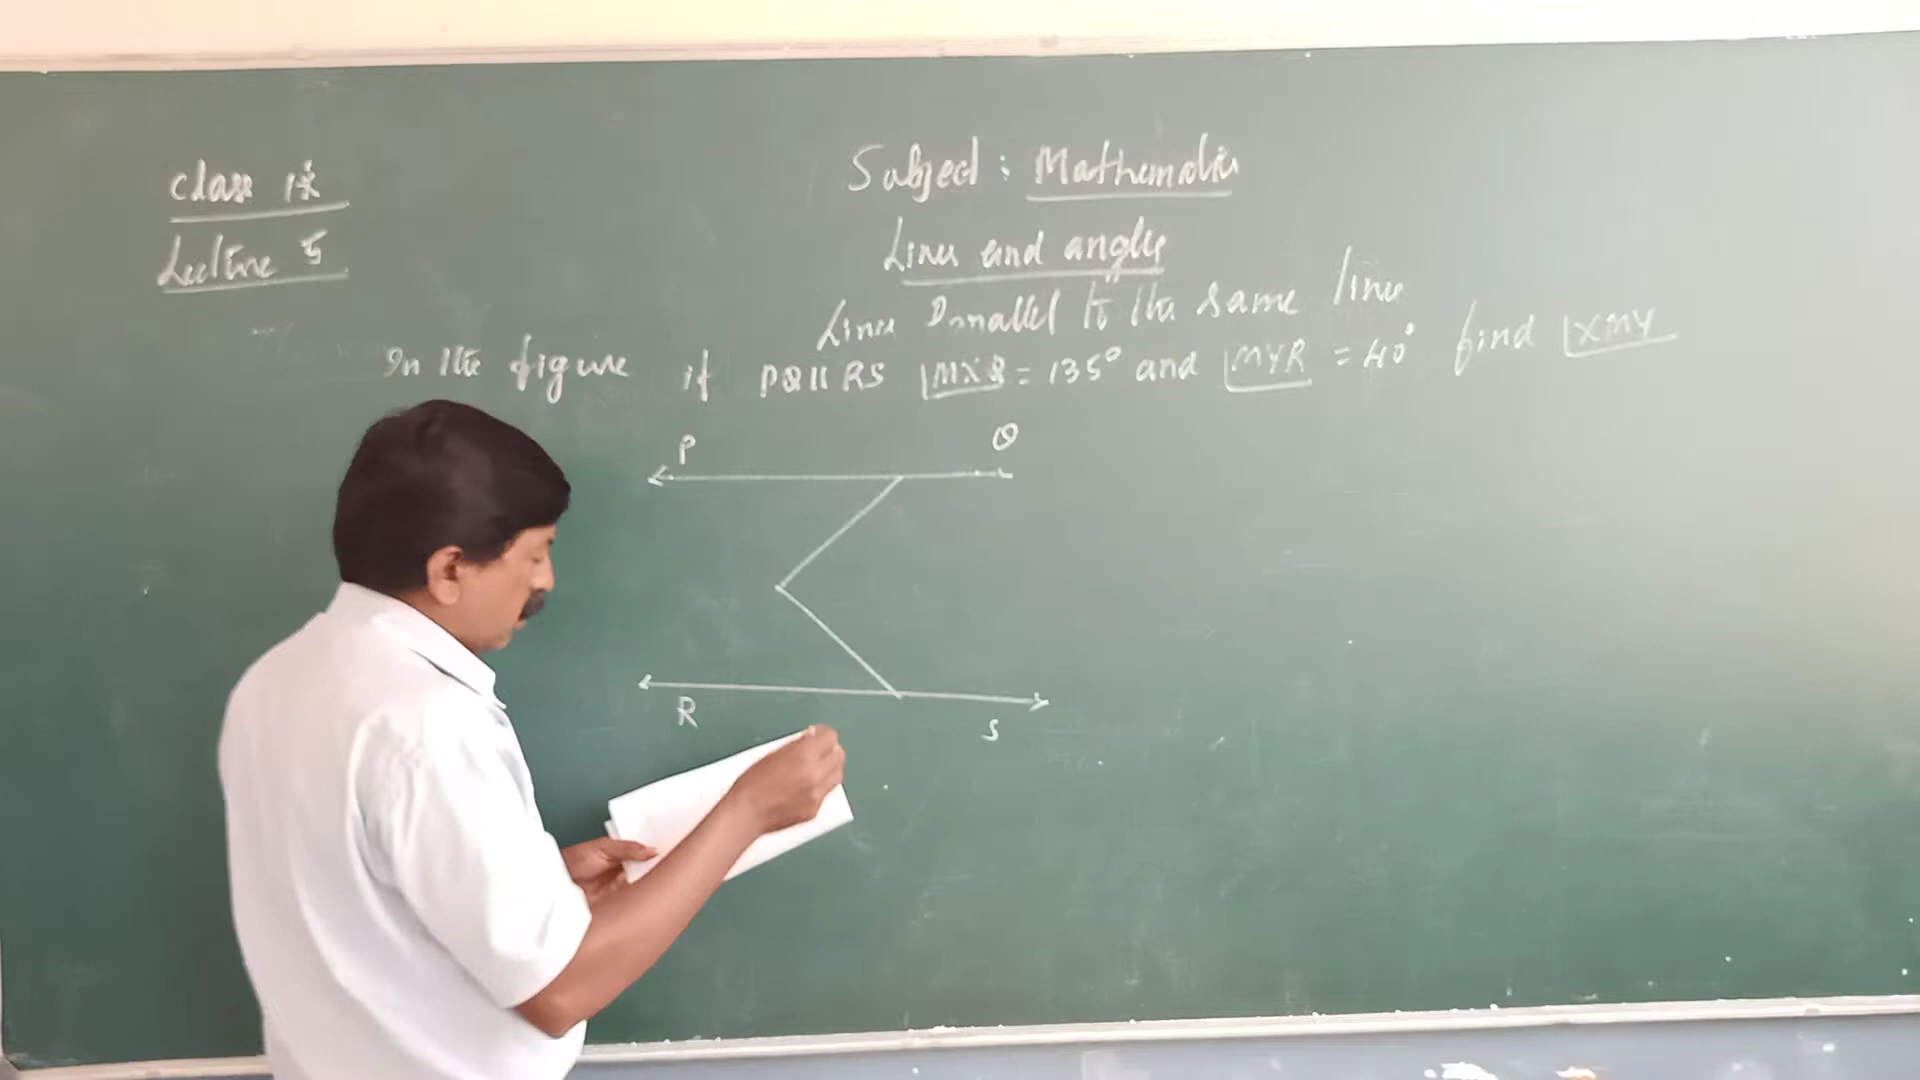 Class IX
Lecture 5
Subject : Mathematics
Lines and angles
Lines Parallel to the same line
In the figure if PQ || RS ∠MXQ = 135° and ∠MYR = 40° find ∠XMY
P Q
R S